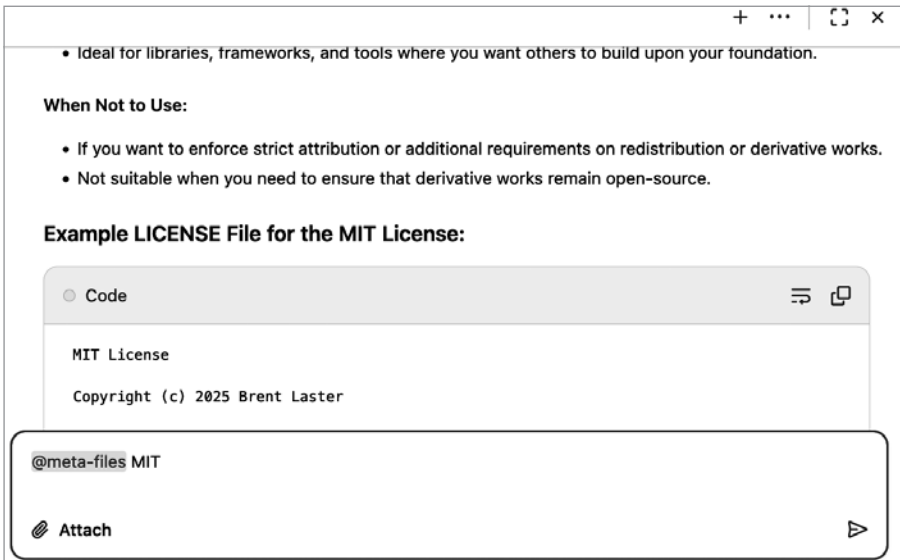 • Ideal for libraries, frameworks, and tools where you want others to build upon your foundation.
When Not to Use:
• If you want to enforce strict attribution or additional requirements on redistribution or derivative works.
• Not suitable when you need to ensure that derivative works remain open-source.
Example LICENSE File for the MIT License:
Code
MIT License
Copyright (c) 2025 Brent Laster
@meta-files MIT
Attach